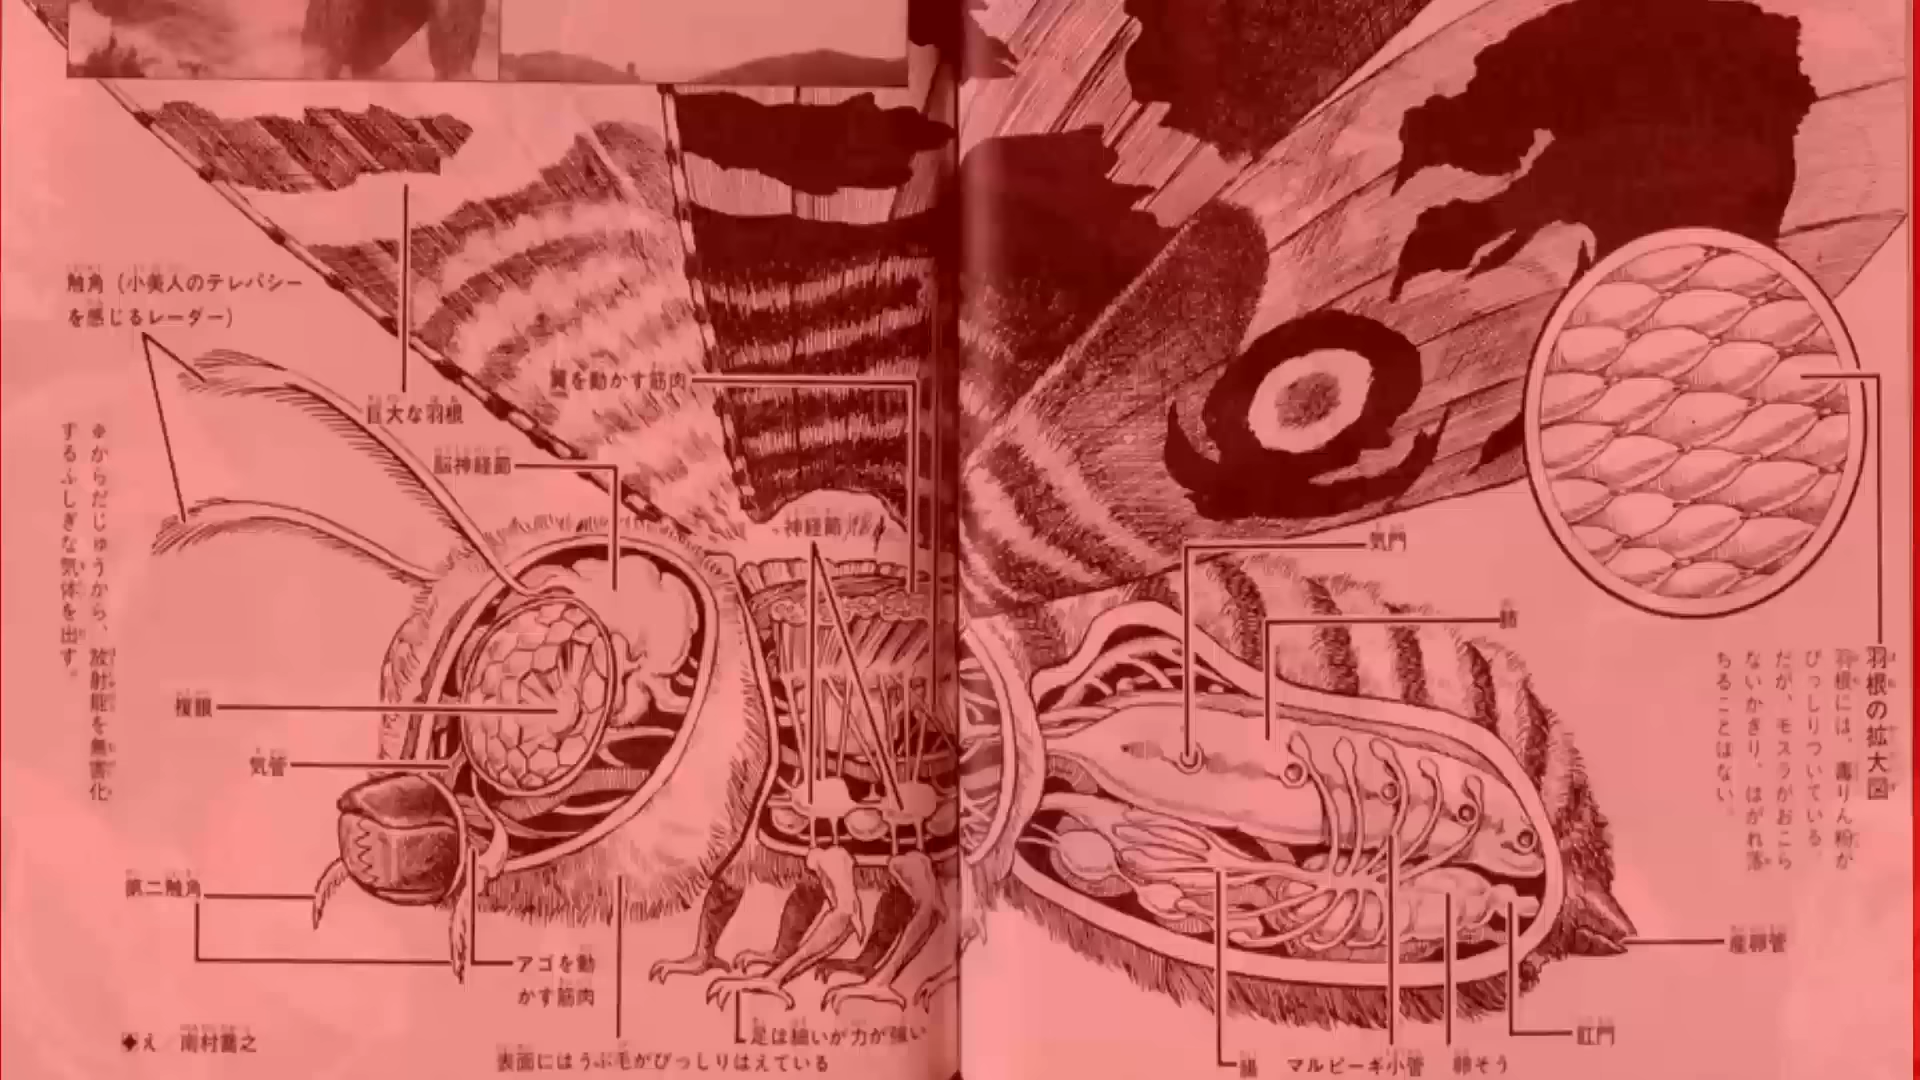 触角（小美人のテレパシー
を感じるレーダー）
巨大な羽根
翼を動かす筋肉
脳神経節
神経節
※からだじゅうから、放射能を無害化
するふしぎな気体を出す。
複眼
気管
第二触角
アゴを動
かす筋肉
足は細いが力が強い
表面にはうぶ毛がびっしりはえている
◆え／南村喬之
気門
肺
羽根の拡大図
羽根には、毒りん粉が
びっしりついている。
だが、モスラがおこら
ないかぎり、はがれ落
ちることはない。
産卵管
肛門
卵そう
マルピーギ小管
腸